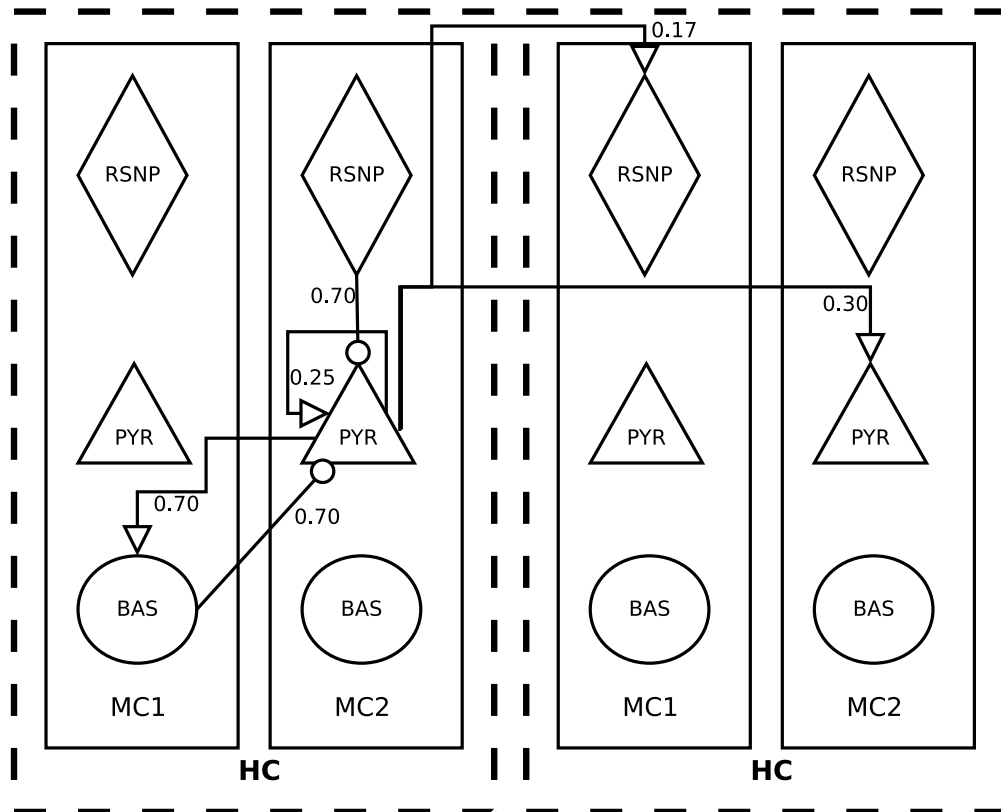 0.17
RSNP
RSNP
RSNP
RSNP
0.70
0.30
0.25
PYR
PYR
PYR
PYR
0.70
0.70
BAS
BAS
BAS
BAS
MC1
MC2
MC1
MC2
HC
HC